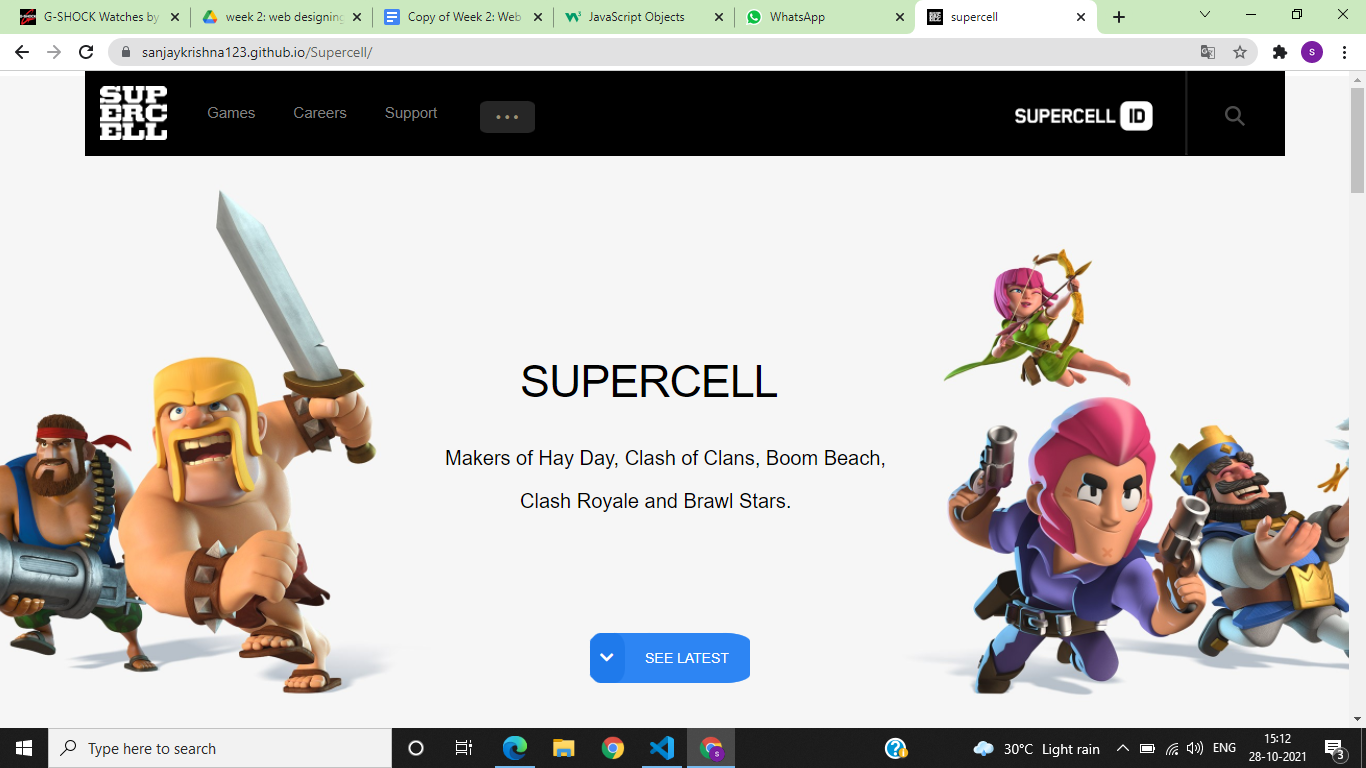 G-SHOCK Watches by
week 2: web designing
Copy of Week 2: Web
JavaScript Objects
WhatsApp
supercell
sanjaykrishna123.github.io/Supercell/
s
SUP
ERC
ELL
Games
Careers
Support
SUPERCELL ID
SUPERCELL
Makers of Hay Day, Clash of Clans, Boom Beach,
Clash Royale and Brawl Stars.
SEE LATEST
Type here to search
s
30°C Light rain
ENG
15:12
28-10-2021
3